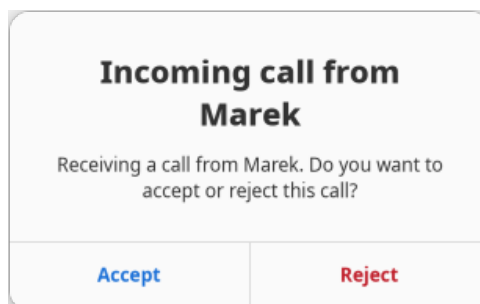 Incoming call from
Marek
Receiving a call from Marek. Do you want to
accept or reject this call?
Accept
Reject